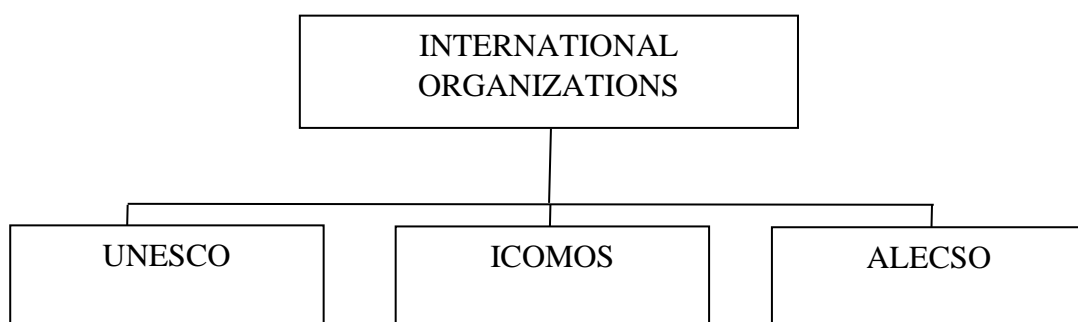 INTERNATIONAL
ORGANIZATIONS
UNESCO
ICOMOS
ALECSO